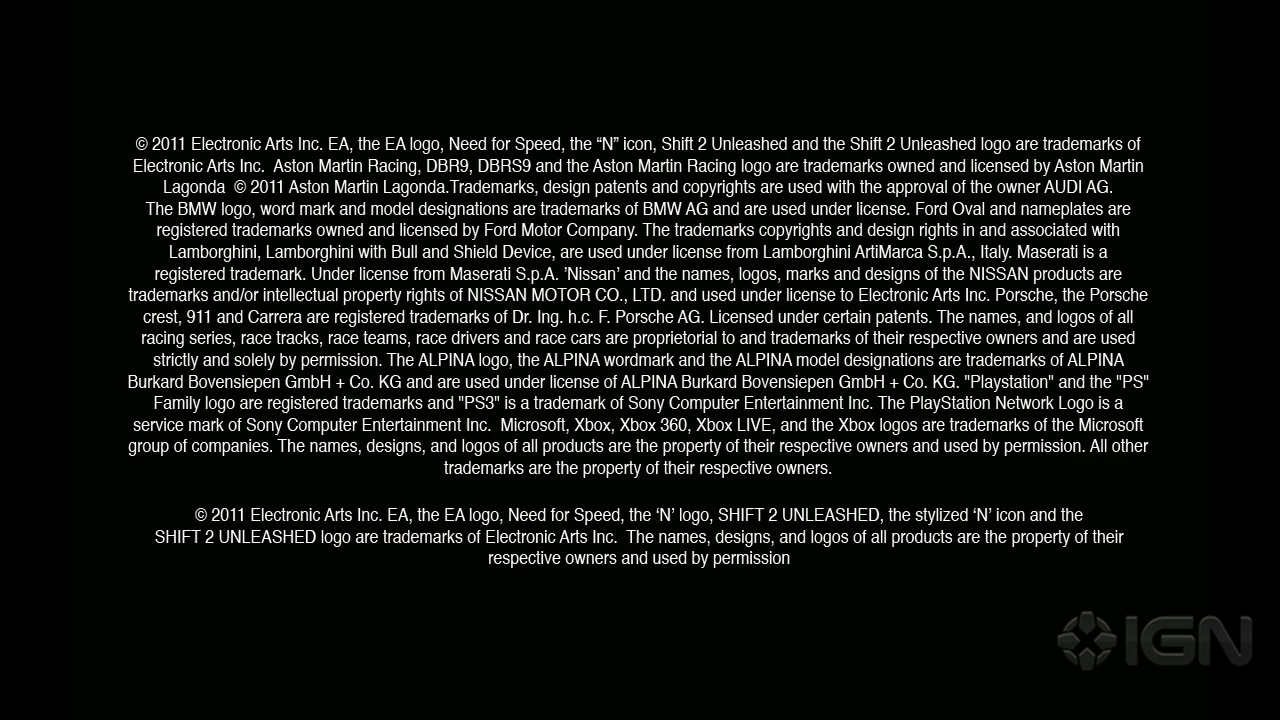 © 2011 Electronic Arts Inc. EA, the EA logo, Need for Speed, the “N” icon, Shift 2 Unleashed and the Shift 2 Unleashed logo are trademarks of
Electronic Arts Inc.  Aston Martin Racing, DBR9, DBRS9 and the Aston Martin Racing logo are trademarks owned and licensed by Aston Martin
Lagonda  © 2011 Aston Martin Lagonda.Trademarks, design patents and copyrights are used with the approval of the owner AUDI AG.
The BMW logo, word mark and model designations are trademarks of BMW AG and are used under license. Ford Oval and nameplates are
registered trademarks owned and licensed by Ford Motor Company. The trademarks copyrights and design rights in and associated with
Lamborghini, Lamborghini with Bull and Shield Device, are used under license from Lamborghini ArtiMarca S.p.A., Italy. Maserati is a
registered trademark. Under license from Maserati S.p.A. ’Nissan’ and the names, logos, marks and designs of the NISSAN products are
trademarks and/or intellectual property rights of NISSAN MOTOR CO., LTD. and used under license to Electronic Arts Inc. Porsche, the Porsche
crest, 911 and Carrera are registered trademarks of Dr. Ing. h.c. F. Porsche AG. Licensed under certain patents. The names, and logos of all
racing series, race tracks, race teams, race drivers and race cars are proprietorial to and trademarks of their respective owners and are used
strictly and solely by permission. The ALPINA logo, the ALPINA wordmark and the ALPINA model designations are trademarks of ALPINA
Burkard Bovensiepen GmbH + Co. KG and are used under license of ALPINA Burkard Bovensiepen GmbH + Co. KG. "Playstation" and the "PS"
Family logo are registered trademarks and "PS3" is a trademark of Sony Computer Entertainment Inc. The PlayStation Network Logo is a
service mark of Sony Computer Entertainment Inc.  Microsoft, Xbox, Xbox 360, Xbox LIVE, and the Xbox logos are trademarks of the Microsoft
group of companies. The names, designs, and logos of all products are the property of their respective owners and used by permission. All other
trademarks are the property of their respective owners.
© 2011 Electronic Arts Inc. EA, the EA logo, Need for Speed, the ‘N’ logo, SHIFT 2 UNLEASHED, the stylized ‘N’ icon and the
SHIFT 2 UNLEASHED logo are trademarks of Electronic Arts Inc.  The names, designs, and logos of all products are the property of their
respective owners and used by permission
IGN